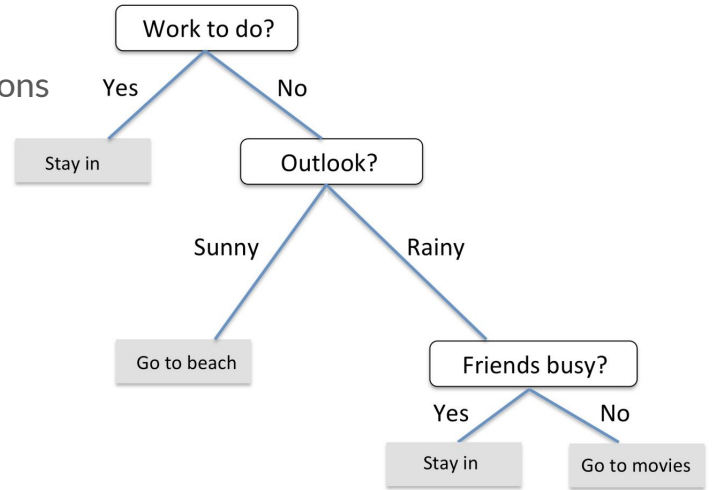 Work to do?
ons
Yes
No
Stay in
Outlook?
Sunny
Rainy
Go to beach
Friends busy?
Yes
No
Stay in
Go to movies